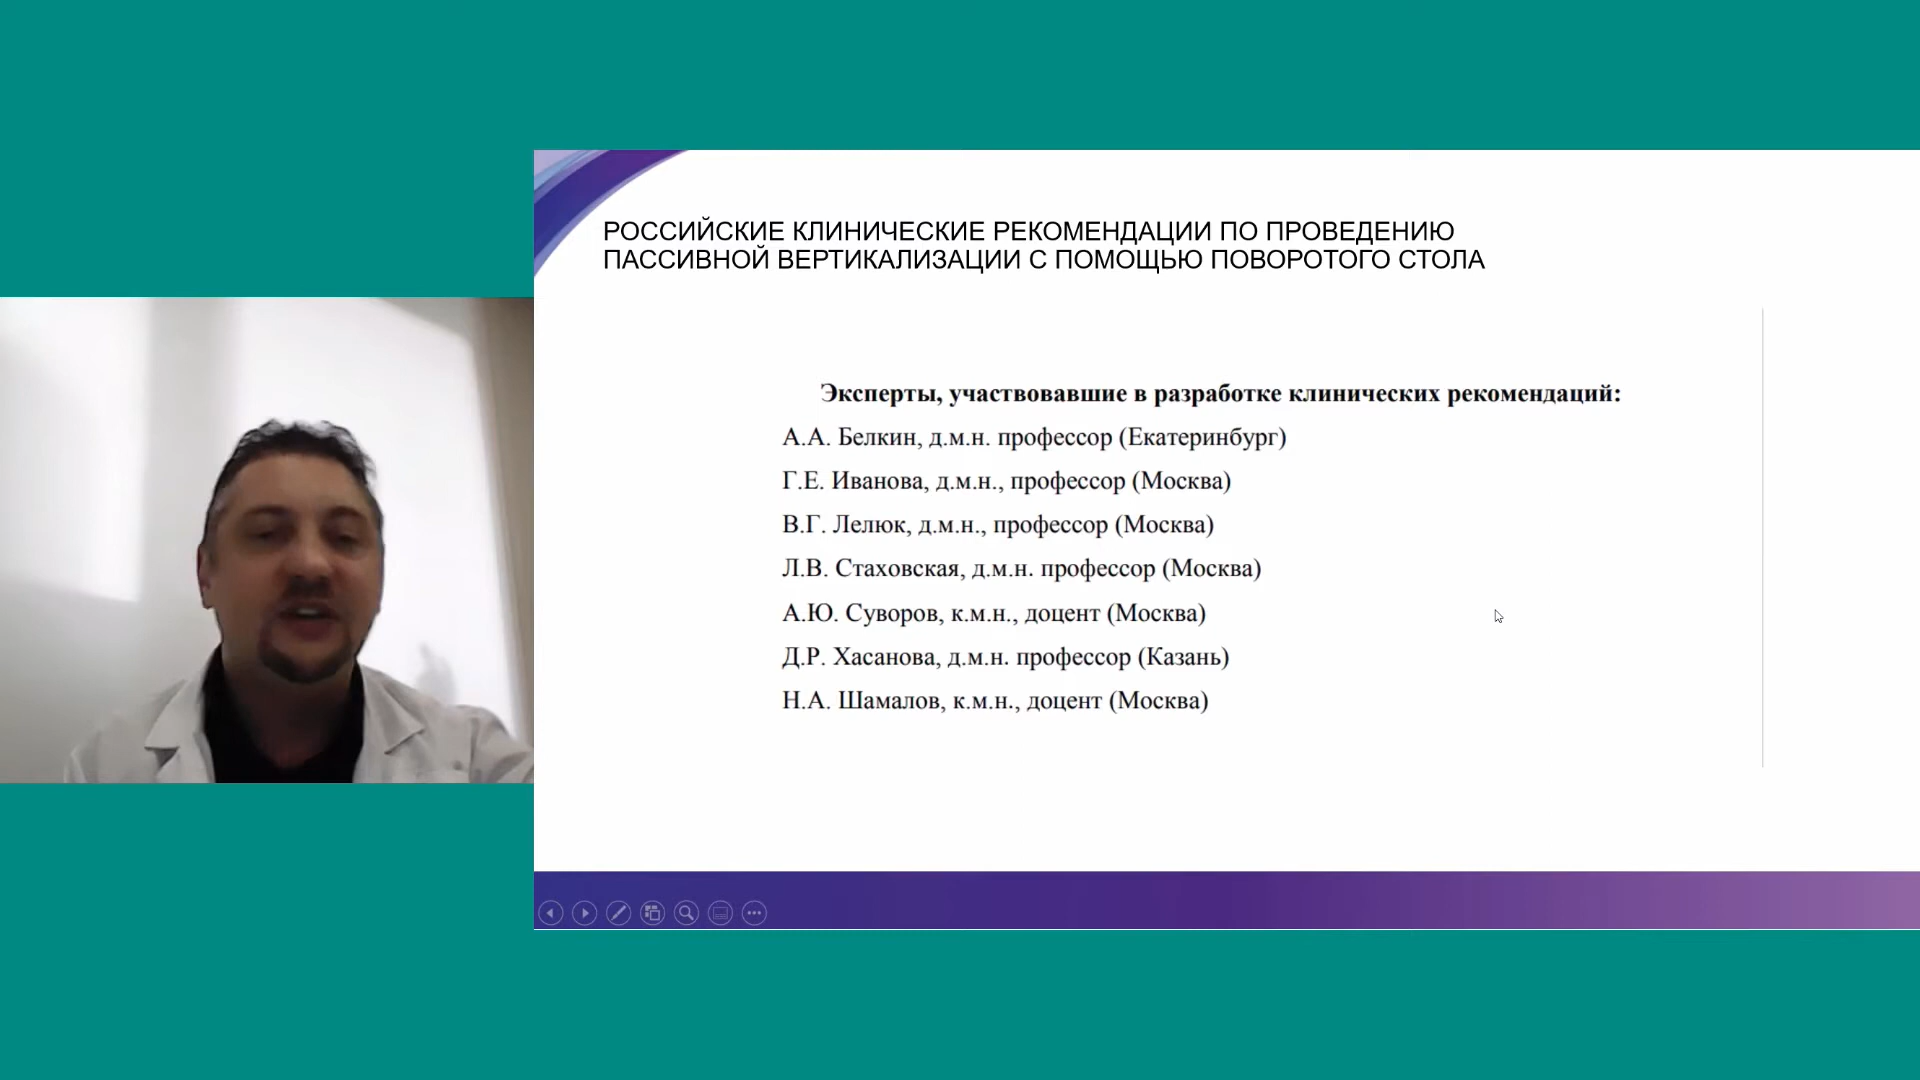 РОССИЙСКИЕ КЛИНИЧЕСКИЕ РЕКОМЕНДАЦИИ ПО ПРОВЕДЕНИЮ
ПАССИВНОЙ ВЕРТИКАЛИЗАЦИИ С ПОМОЩЬЮ ПОВОРОТОГО СТОЛА
Эксперты, участвовавшие в разработке клинических рекомендаций:
А.А. Белкин, д.м.н. профессор (Екатеринбург)
Г.Е. Иванова, д.м.н., профессор (Москва)
В.Г. Лелюк, д.м.н., профессор (Москва)
Л.В. Стаховская, д.м.н. профессор (Москва)
А.Ю. Суворов, к.м.н., доцент (Москва)
Д.Р. Хасанова, д.м.н. профессор (Казань)
Н.А. Шамалов, к.м.н., доцент (Москва)